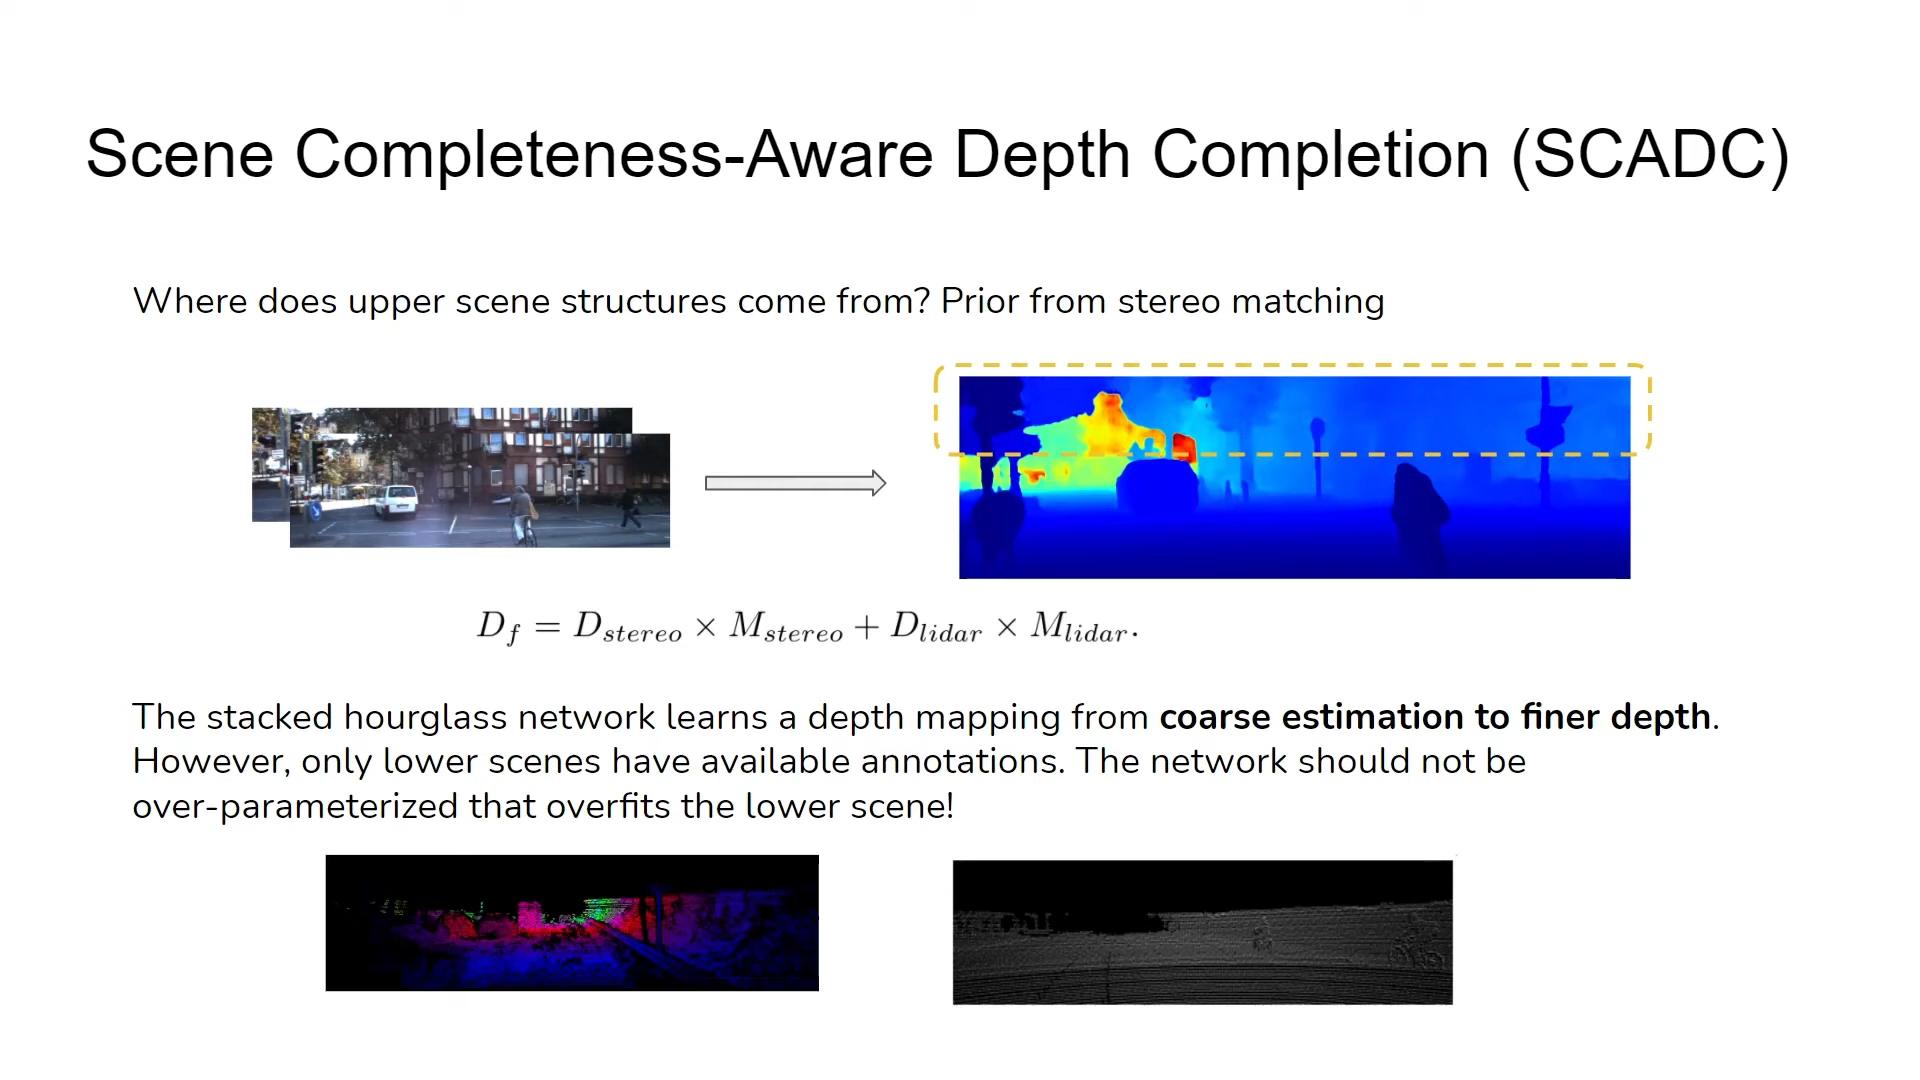 Scene Completeness-Aware Depth Completion (SCADC)
Where does upper scene structures come from? Prior from stereo matching
D_f = D_stereo × M_stereo + D_lidar × M_lidar.
The stacked hourglass network learns a depth mapping from coarse estimation to finer depth.
However, only lower scenes have available annotations. The network should not be
over-parameterized that overfits the lower scene!